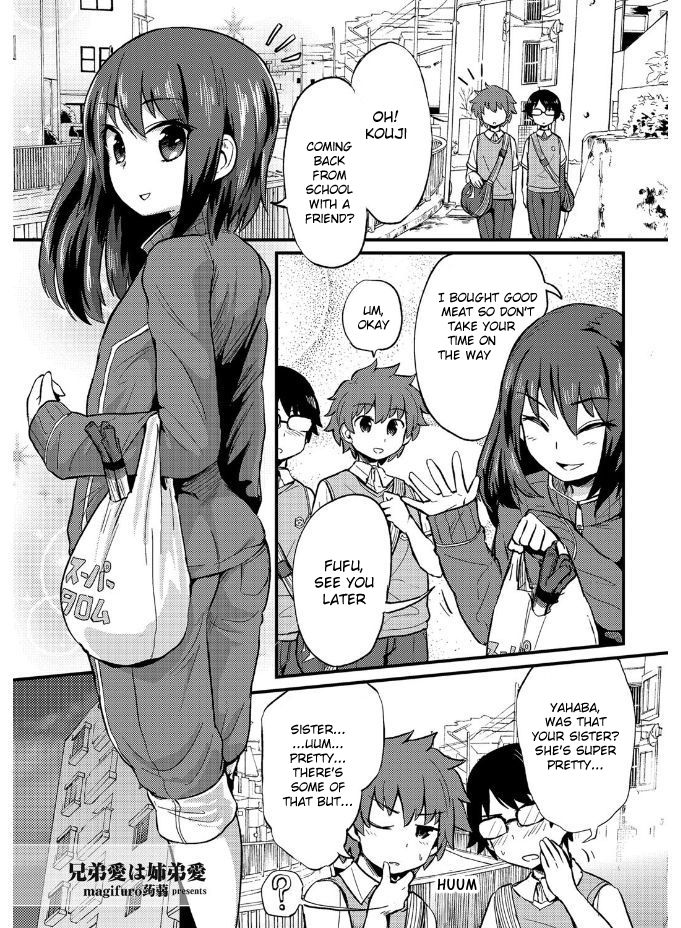 OH!
KOUJI
COMING
BACK
FROM
SCHOOL
WITH A
FRIEND?
I BOUGHT GOOD
MEAT SO DON'T
TAKE YOUR
TIME ON
THE WAY
UM,
OKAY
FUFU,
SEE YOU
LATER
スーパー
タロム
スーパ
YAHABA,
WAS THAT
YOUR SISTER?
SHE'S SUPER
PRETTY...
SISTER...
...UUM...
PRETTY...
THERE'S
SOME OF
THAT BUT...
?
HUUM
兄弟愛は姉弟愛
magifuro蒟蒻 presents